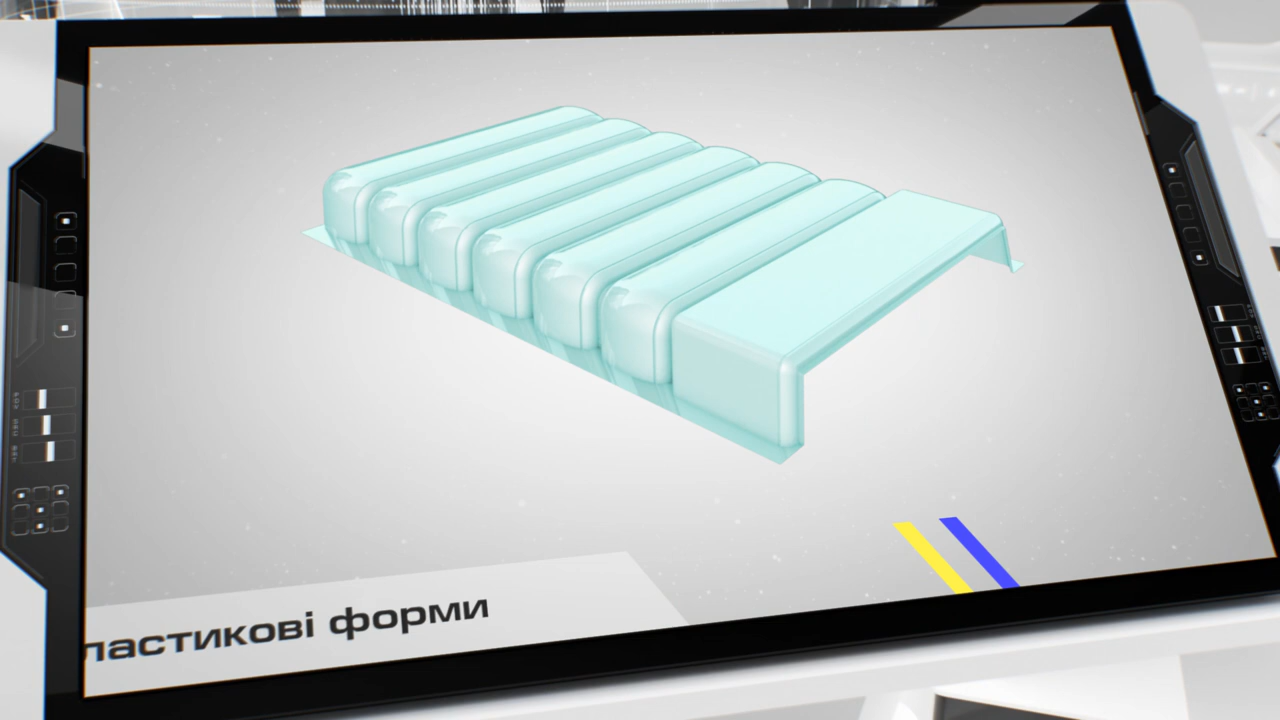 ластикові форми